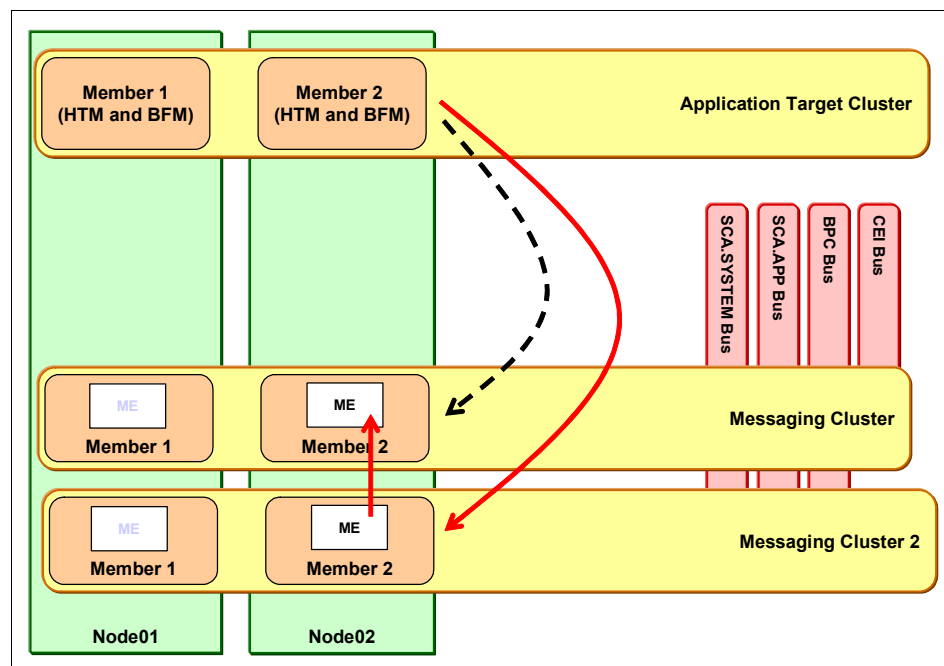 Member 1
(HTM and BFM)
Member 2
(HTM and BFM)
Application Target Cluster
SCA.SYSTEM Bus
SCA.APP Bus
BPC Bus
CEI Bus
ME
Member 1
ME
Member 2
Messaging Cluster
ME
Member 1
ME
Member 2
Messaging Cluster 2
Node01
Node02